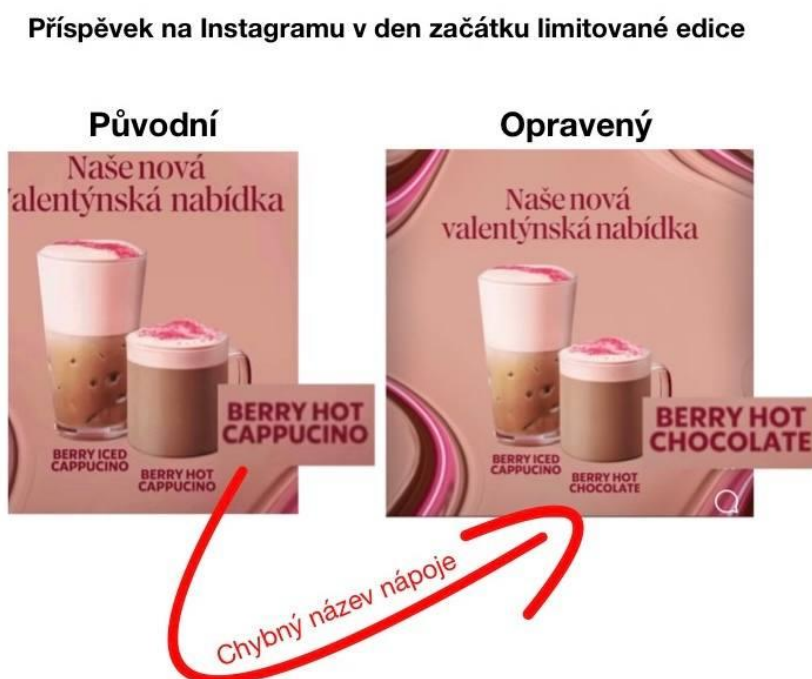 Příspěvek na Instagramu v den začátku limitované edice
Původní
Opravený
Naše nová
alentýnská nabídka
BERRY HOT
CAPPUCINO
BERRY ICED
CAPPUCINO
BERRY HOT
CAPPUCINO
Naše nová
valentýnská nabídka
BERRY HOT
CHOCOLATE
BERRY ICED
CAPPUCINO
BERRY HOT
CHOCOLATE
Chybný název nápoje